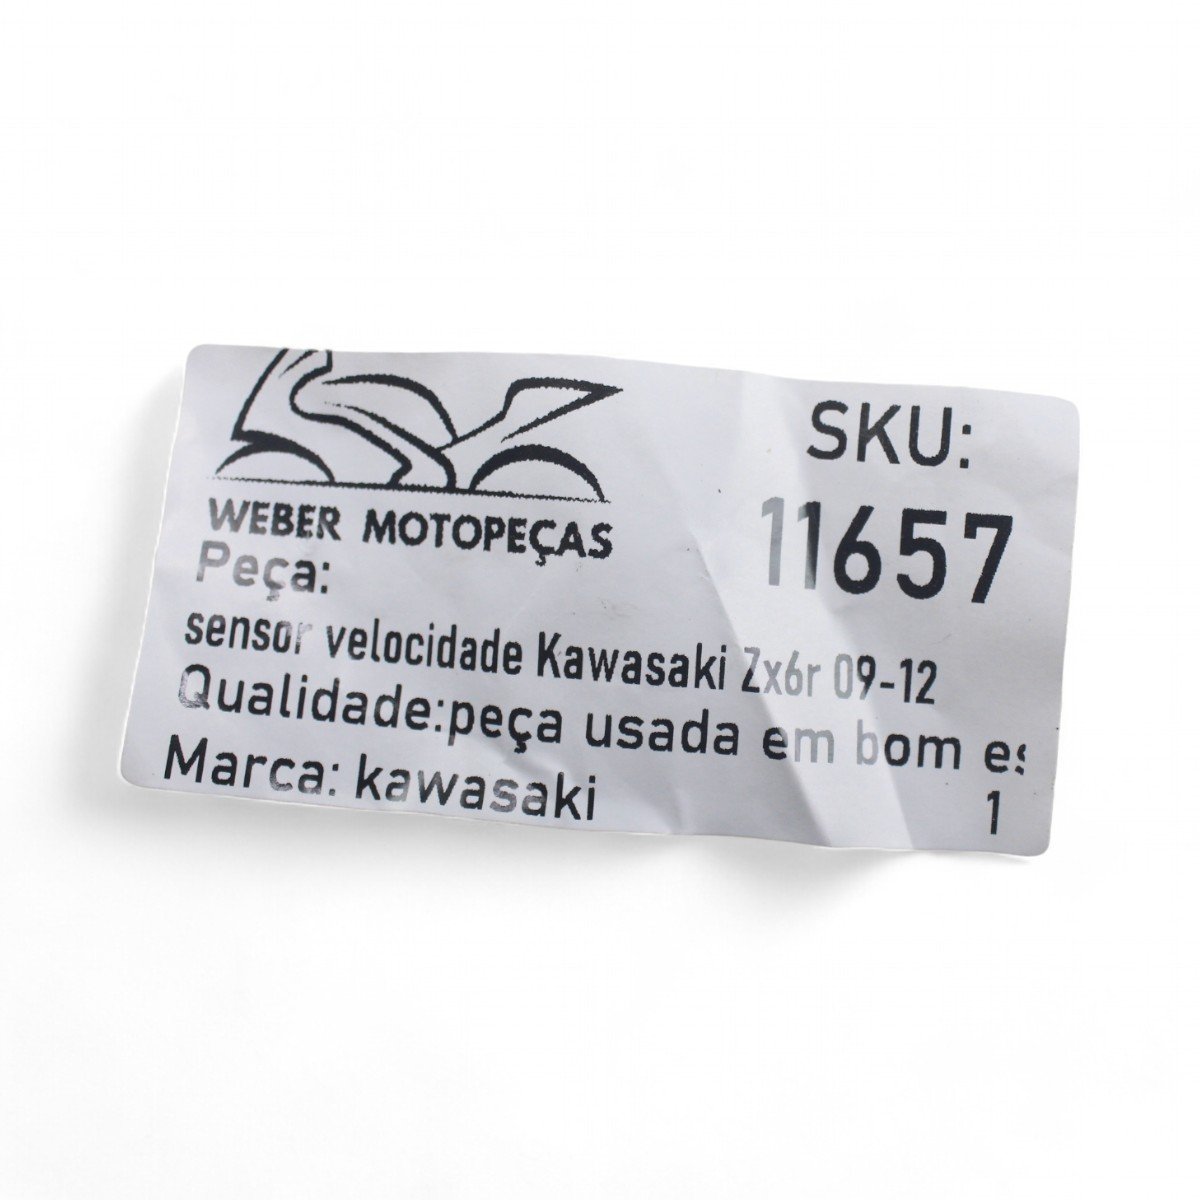 WEBER MOTOPEÇAS
SKU:
11657
Peça:
sensor velocidade Kawasaki Zx6r 09-12
Qualidade:peça usada em bom es
Marca: kawasaki
1